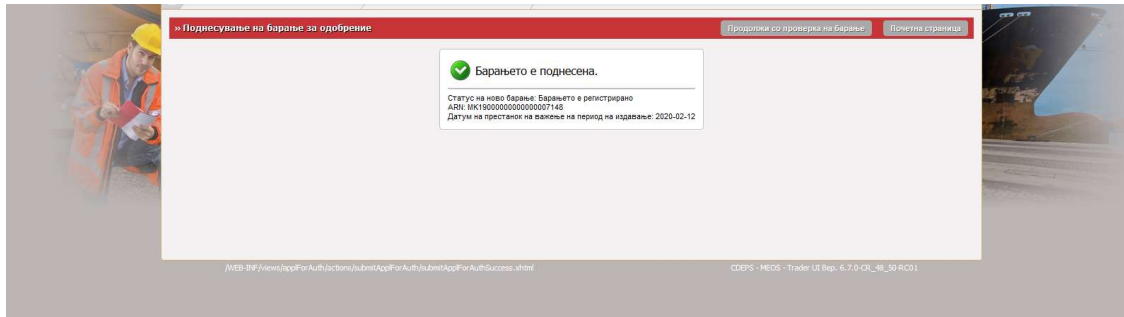 » Поднесување на барање за одобрение
Продолжи со проверка на барање
Почетна страница
Барањето е поднесена.
Статус на ново барање: Барањето е регистрирано
ARN: MK19000000000000007148
Датум на престанок на важење на период на издавање: 2020-02-12
/WEB-INF/views/applForAuth/actions/submitApplForAuth/submitApplForAuthSuccess.xhtml
CDEPS - MEOS - Trader UI Вер. 6.7.0-CR_48_50 RC01